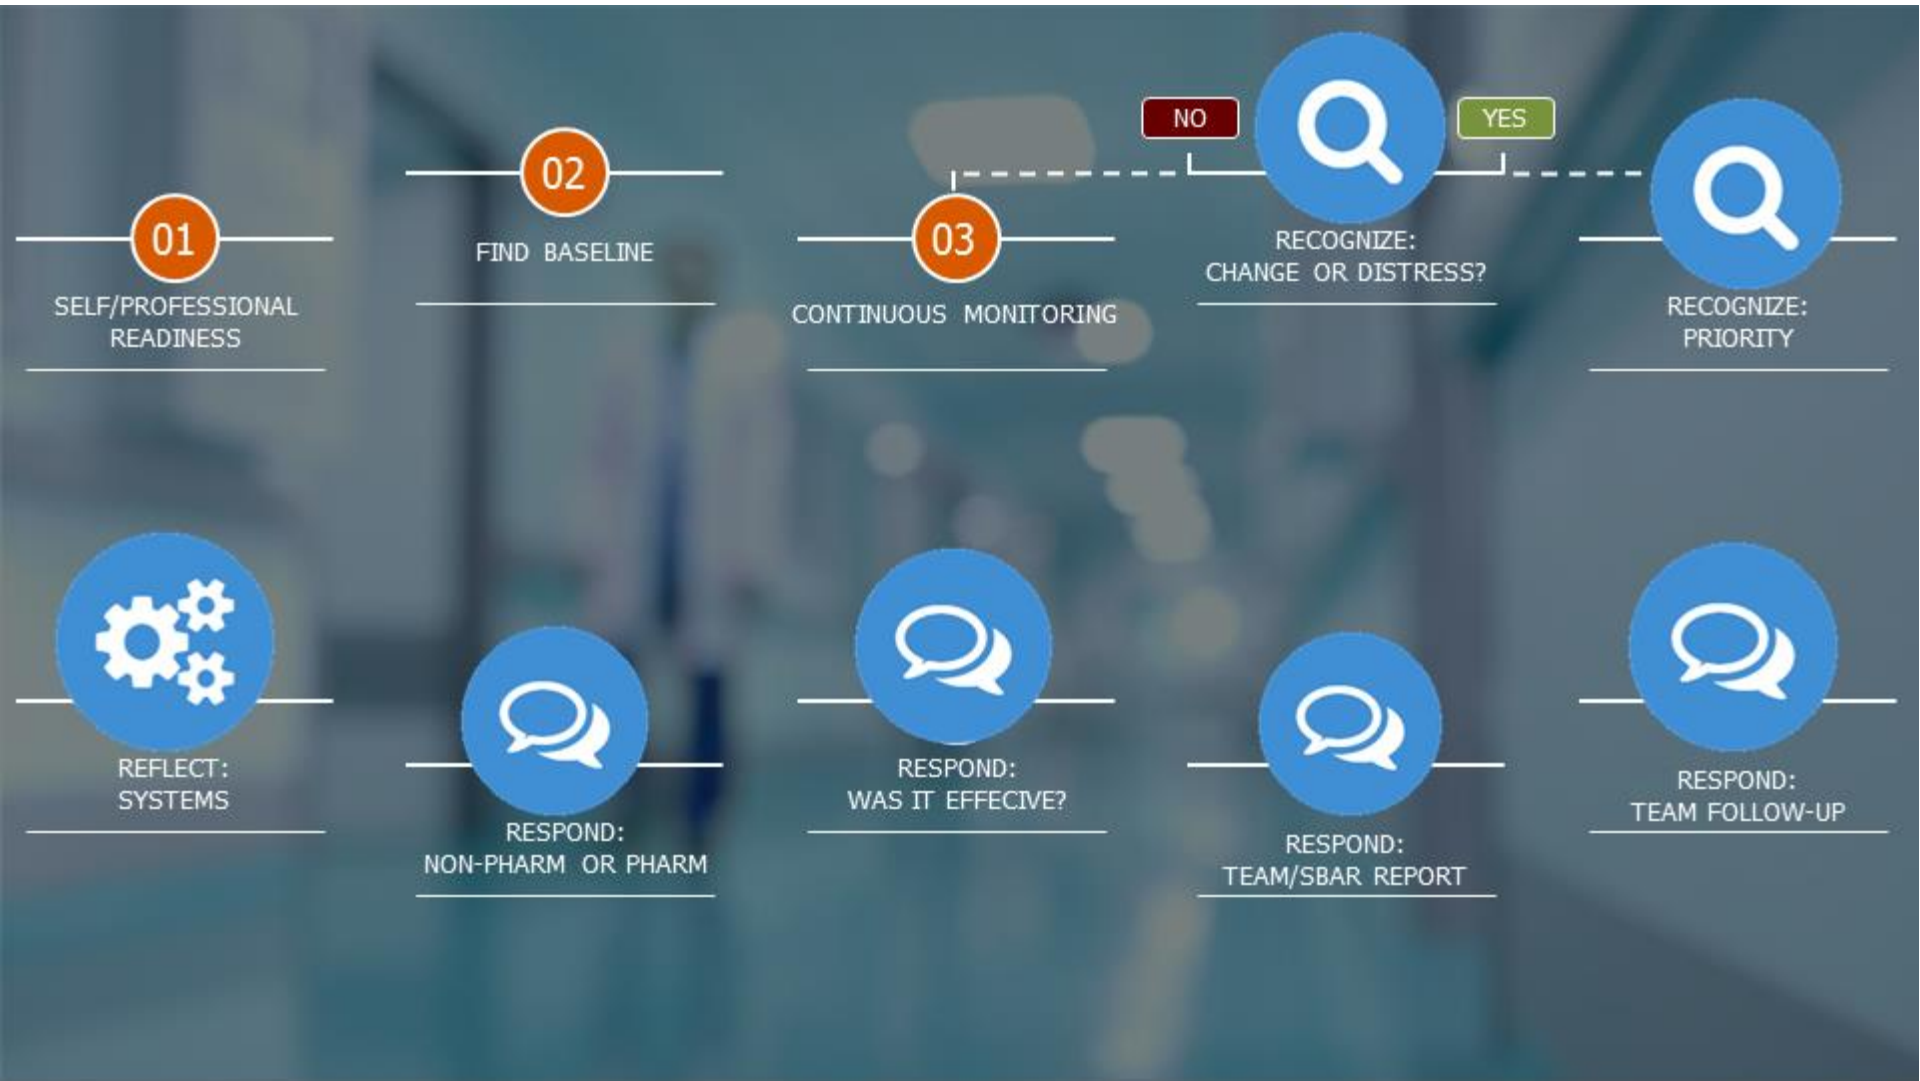 01
SELF/PROFESSIONAL
READINESS
02
FIND BASELINE
03
CONTINUOUS MONITORING
NO
YES
RECOGNIZE:
CHANGE OR DISTRESS?
RECOGNIZE:
PRIORITY
REFLECT:
SYSTEMS
RESPOND:
NON-PHARM OR PHARM
RESPOND:
WAS IT EFFECIVE?
RESPOND:
TEAM/SBAR REPORT
RESPOND:
TEAM FOLLOW-UP